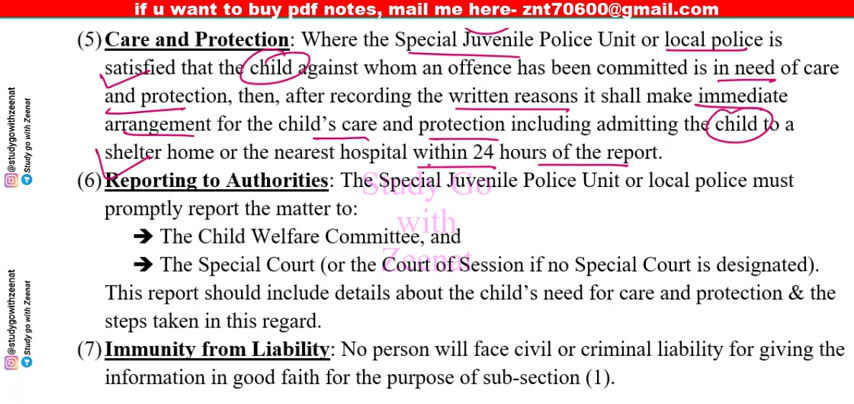 if u want to buy pdf notes, mail me here- znt70600@gmail.com
(5) Care and Protection: Where the Special Juvenile Police Unit or local police is
satisfied that the child against whom an offence has been committed is in need of care
and protection, then, after recording the written reasons it shall make immediate
arrangement for the child's care and protection including admitting the child to a
shelter home or the nearest hospital within 24 hours of the report.
(6) Reporting to Authorities: The Special Juvenile Police Unit or local police must
promptly report the matter to:
➔ The Child Welfare Committee, and
➔ The Special Court (or the Court of Session if no Special Court is designated).
This report should include details about the child's need for care and protection & the
steps taken in this regard.
(7) Immunity from Liability: No person will face civil or criminal liability for giving the
information in good faith for the purpose of sub-section (1).
Study Go
with
Zeenat
@studygowithzeenat
Study go with Zeenat
@studygowithzeenat
Study go with Zeenat